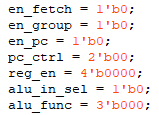 en_fetch = 1'b0;
en_group = 1'b0;
en_pc = 1'b0;
pc_ctrl = 2'b00;
reg_en = 4'b0000;
alu_in_sel = 1'b0;
alu_func = 3'b000;